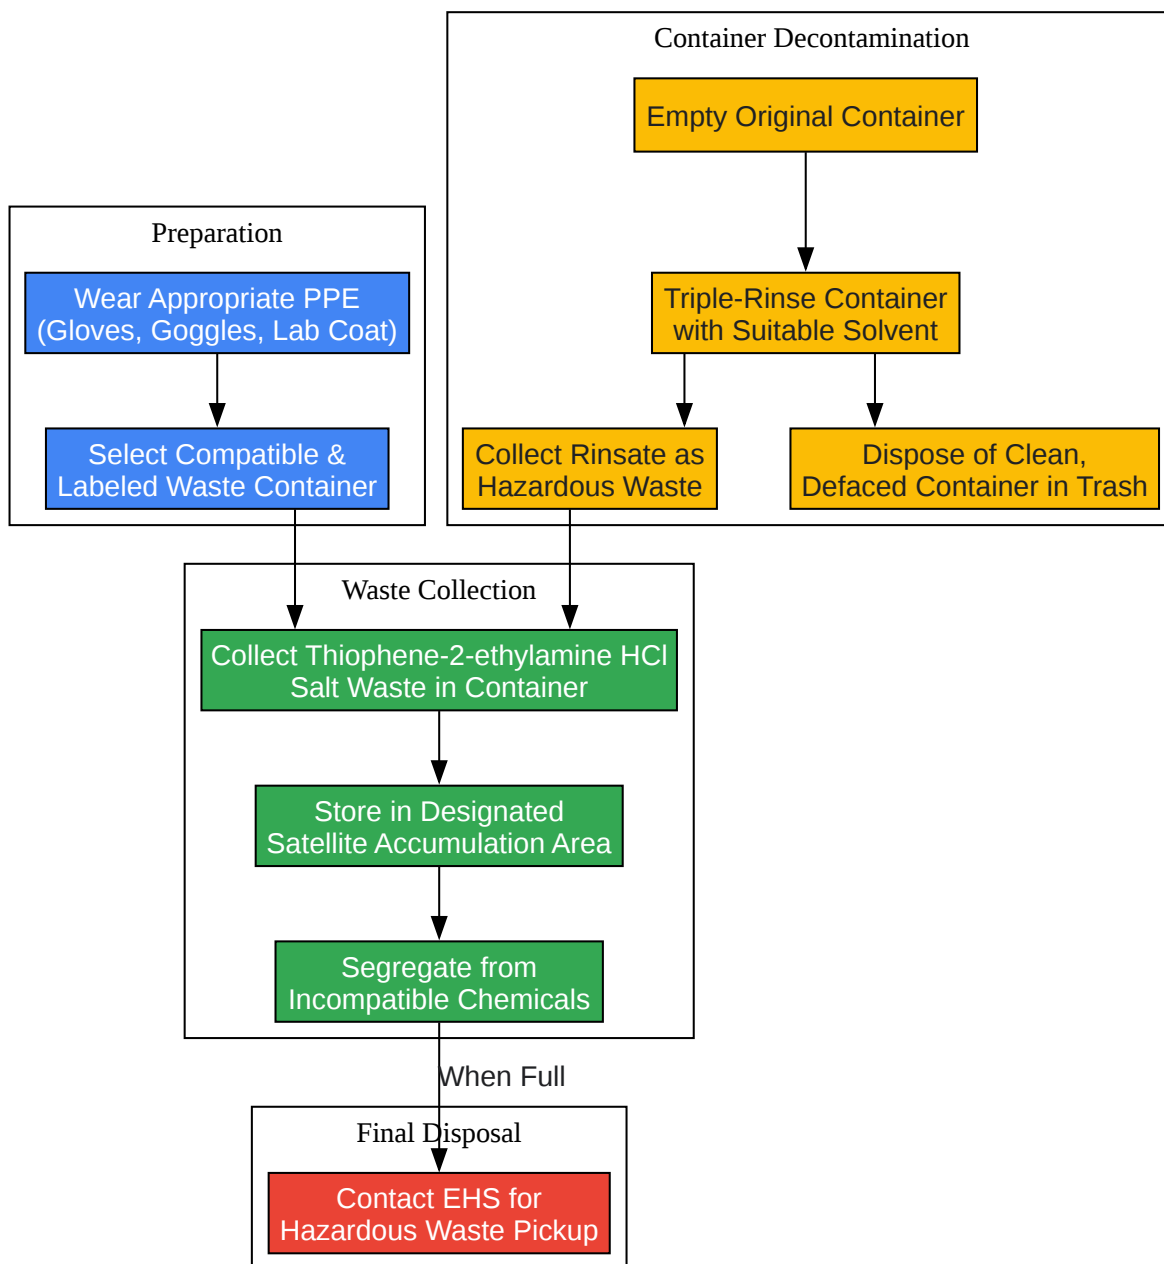 Container Decontamination
Empty Original Container
Preparation
Wear Appropriate PPE
(Gloves, Goggles, Lab Coat)
Triple-Rinse Container
with Suitable Solvent
Select Compatible &
Labeled Waste Container
Collect Rinsate as
Hazardous Waste
Dispose of Clean,
Defaced Container in Trash
Waste Collection
Collect Thiophene-2-ethylamine HCl
Salt Waste in Container
Store in Designated
Satellite Accumulation Area
Segregate from
Incompatible Chemicals
When Full
Final Disposal
Contact EHS for
Hazardous Waste Pickup